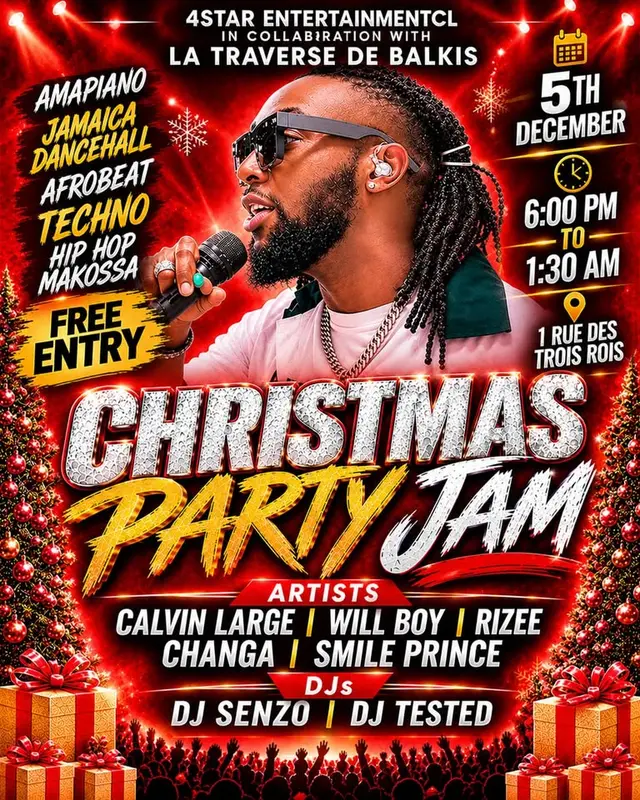 4STAR ENTERTAINMENTCL
IN COLLABIRATION WITH
LA TRAVERSE DE BALKIS
AMAPIANO
JAMAICA
DANCEHALL
AFROBEAT
TECHNO
HIP HOP
MAKOSSA
FREE
ENTRY
5TH
DECEMBER
6:00 PM
TO
1:30 AM
1 RUE DES
TROIS ROIS
CHRISTMAS
PARTY JAM
ARTISTS
CALVIN LARGE | WILL BOY | RIZEE
CHANGA | SMILE PRINCE
DJs
DJ SENZO | DJ TESTED